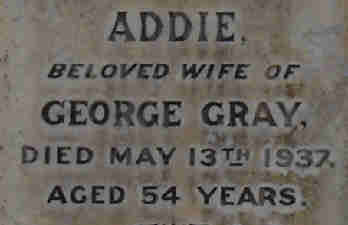 ADDIE,
BELOVED WIFE OF
GEORGE GRAY,
DIED MAY 13TH 1937.
AGED 54 YEARS.